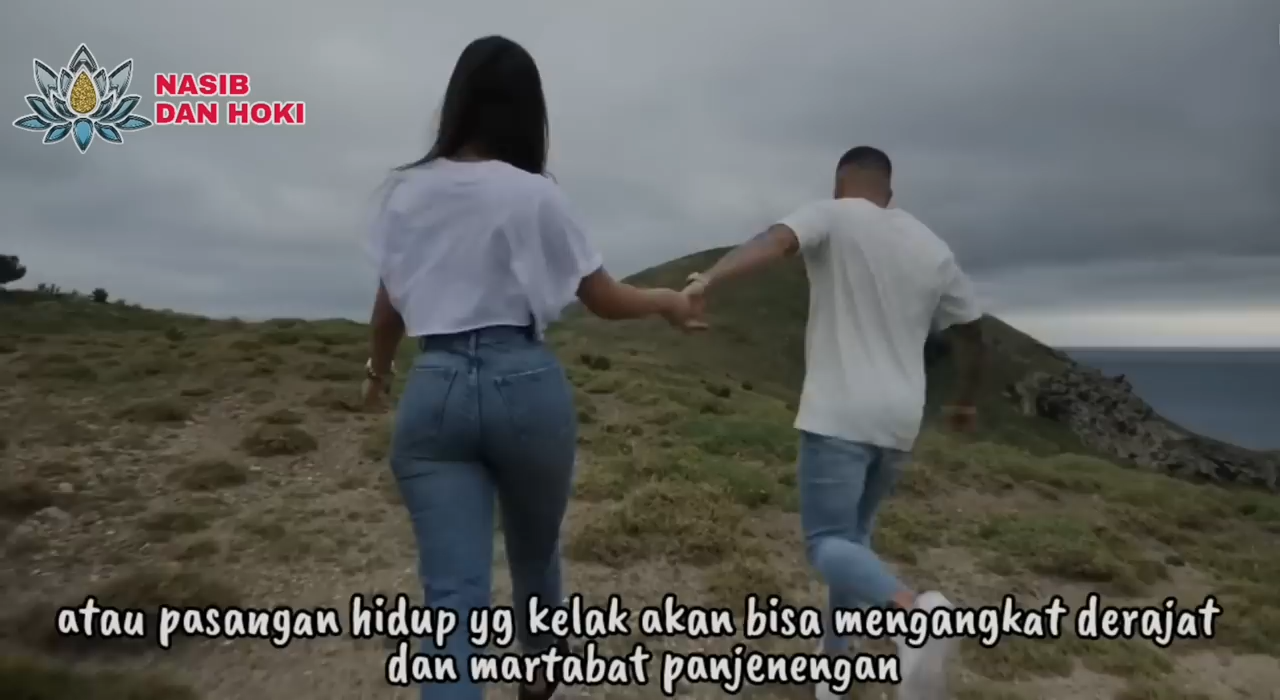 NASIB
DAN HOKI
atau pasangan hidup yg kelak akan bisa mengangkat derajat
dan martabat panjenengan